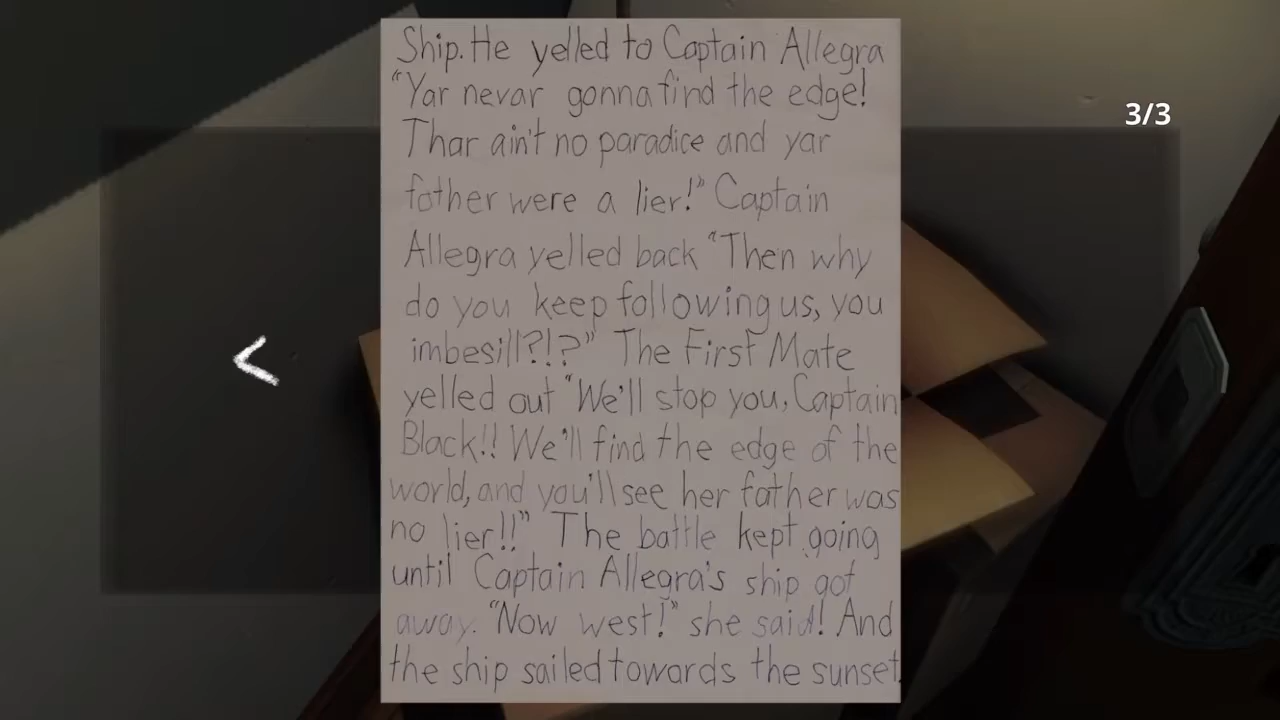 Ship. He yelled to Captain Allegra
"Yar nevar gonna find the edge!
Thar ain't no paradice and yar
father were a lier!" Captain
Allegra yelled back "Then why
do you keep following us, you
imbesill?!?" The First Mate
yelled out "We'll stop you, Captain
Black!! We'll find the edge of the
world, and you'll see her father was
no lier!!" The battle kept going
until Captain Allegra's ship got
away. "Now west!" she said! And
the ship sailed towards the sunset.
3/3